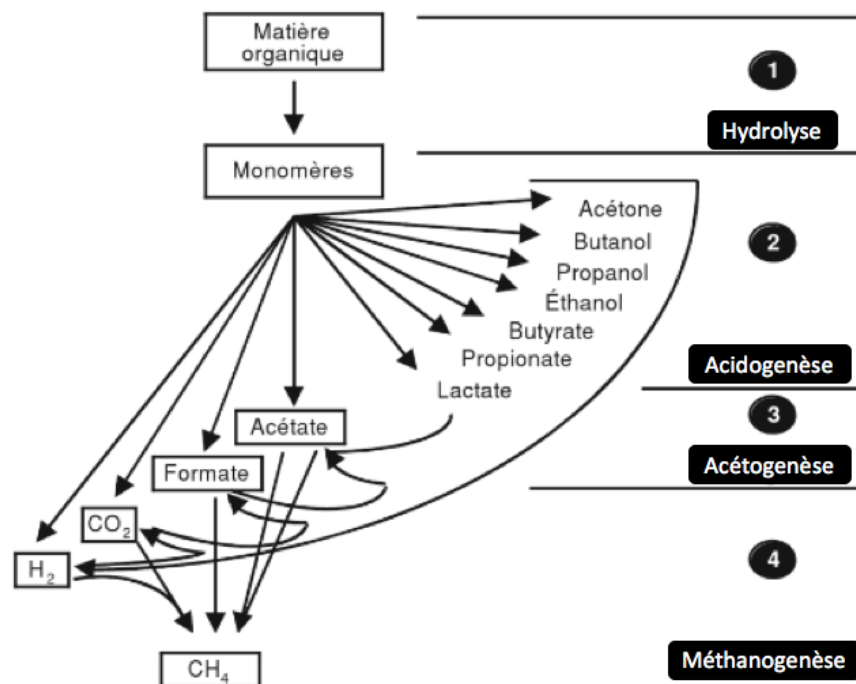 Matière
organique
1
Hydrolyse
Monomères
Acétone
Butanol
2
Propanol
Éthanol
Butyrate
Propionate
Acidogenèse
Lactate
Acétate
3
Formate
Acétogenèse
CO₂
H₂
4
CH₄
Méthanogenèse